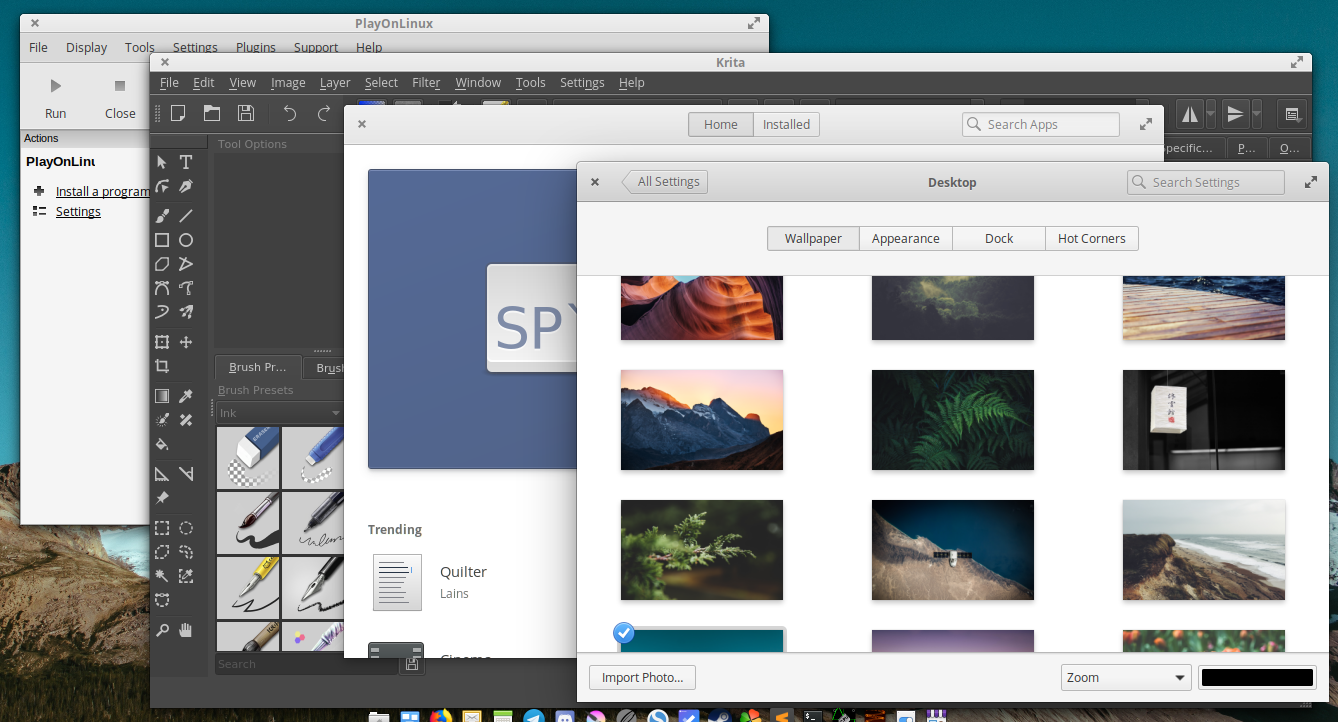 PlayOnLinux
File Display Tools Settings Plugins Support Help
Run Close
Actions
PlayOnLinu
Install a program
Settings
Krita
File Edit View Image Layer Select Filter Window Tools Settings Help
Tool Options
Brush Pr... Brus
Brush Presets
Ink
Search
Specific... P... O...
Home Installed
Search Apps
SPY
Trending
Quilter
Lains
All Settings
Desktop
Search Settings
Wallpaper Appearance Dock Hot Corners
Import Photo...
Zoom